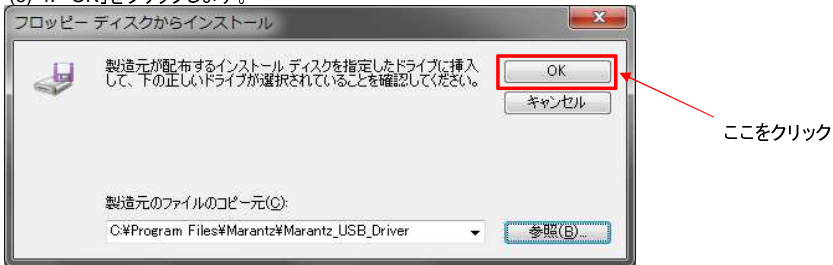 フロッピー ディスクからインストール
製造元が配布するインストール ディスクを指定したドライブに挿入
して、下の正しいドライブが選択されていることを確認してください。
OK
キャンセル
ここをクリック
製造元のファイルのコピー元(C):
C:¥Program Files¥Marantz¥Marantz_USB_Driver
参照(B)...